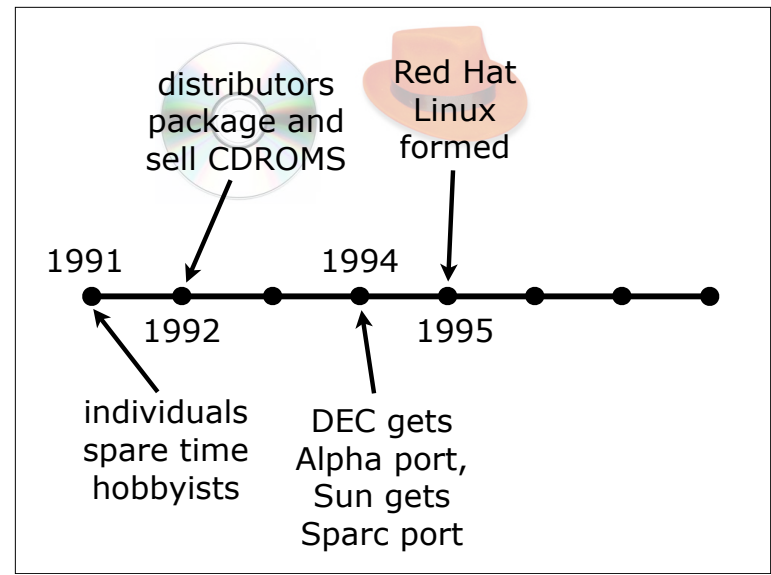 distributors
package and
sell CDROMS
Red Hat
Linux
formed
1991
1994
1992
1995
individuals
spare time
hobbyists
DEC gets
Alpha port,
Sun gets
Sparc port